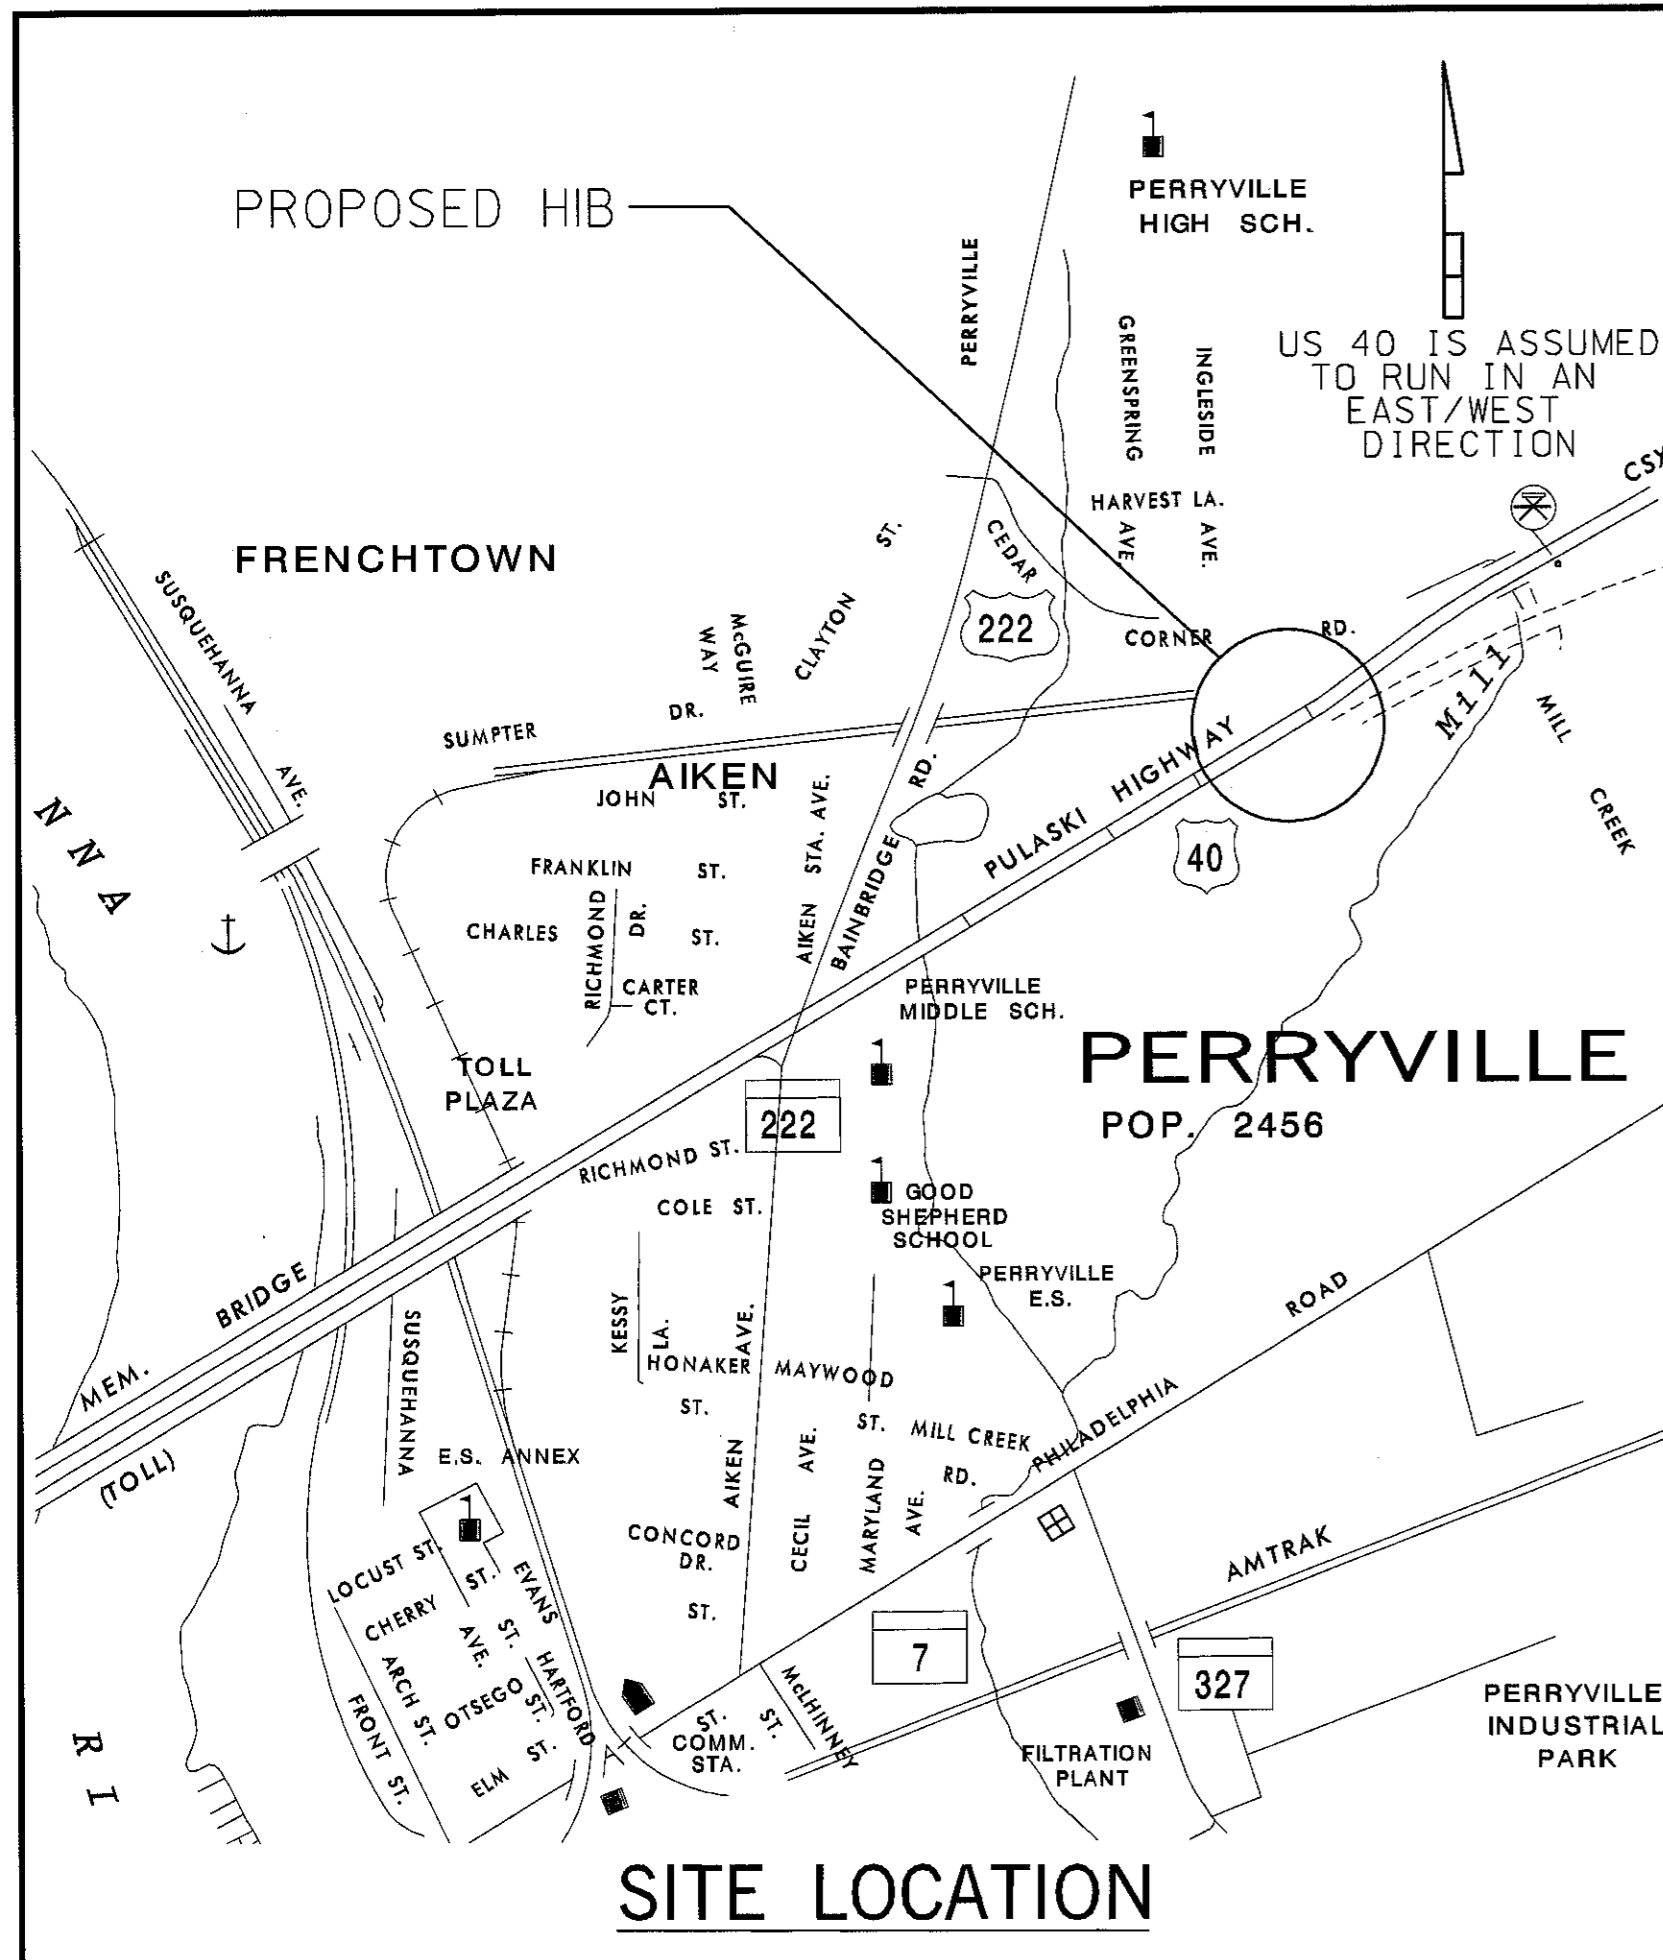 PROPOSED HIB
PERRYVILLE
HIGH SCH.
PERRYVILLE
GREENSPRING
AVE.
INGLESIDE
AVE.
US 40 IS ASSUMED
TO RUN IN AN
EAST/WEST
DIRECTION
CSX
HARVEST LA.
FRENCHTOWN
ST.
CLAYTON
CEDAR
222
CORNER
RD.
McGUIRE
WAY
SUSQUEHANNA
AVE.
SUMPTER
DR.
Mill
MILL
CREEK
AIKEN
JOHN ST.
AIKEN STA. AVE.
BAINBRIDGE
RD.
PULASKI HIGHWAY
40
NNA
FRANKLIN ST.
RICHMOND
DR.
CHARLES ST.
CARTER
CT.
PERRYVILLE
MIDDLE SCH.
PERRYVILLE
POP. 2456
TOLL
PLAZA
222
RICHMOND ST.
COLE ST.
GOOD
SHEPHERD
SCHOOL
PERRYVILLE
E.S.
MEM. BRIDGE
(TOLL)
SUSQUEHANNA
KESSY
LA.
AIKEN AVE.
HONAKER
ST.
MAYWOOD
ST.
MILL CREEK
RD.
PHILADELPHIA ROAD
E.S. ANNEX
CECIL AVE.
MARYLAND
AVE.
CONCORD
DR.
ST.
LOCUST ST.
CHERRY ST.
EVANS
ST.
AVE.
ARCH ST.
OTSEGO ST.
HARTFORD
FRONT ST.
ELM ST.
ST.
COMM.
STA.
McLHINNEY
ST.
7
AMTRAK
327
FILTRATION
PLANT
PERRYVILLE
INDUSTRIAL
PARK
RI
SITE LOCATION